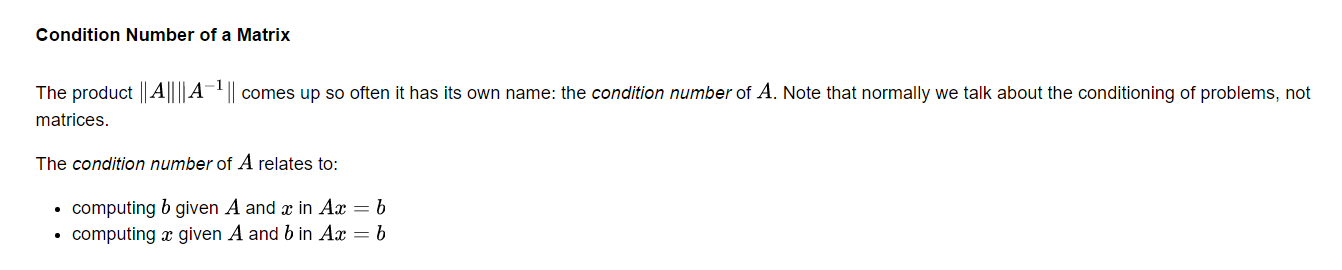 Condition Number of a Matrix
The product ||A||||A⁻¹|| comes up so often it has its own name: the condition number of A. Note that normally we talk about the conditioning of problems, not
matrices.
The condition number of A relates to:
• computing b given A and x in Ax = b
• computing x given A and b in Ax = b